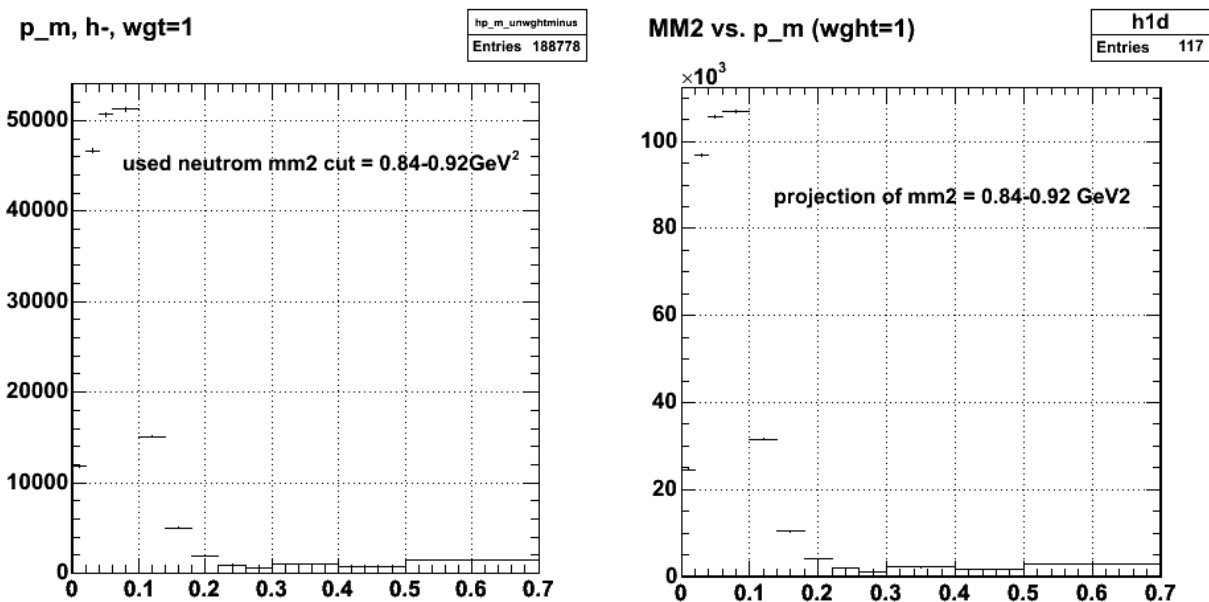 p_m, h-, wgt=1
hp_m_unwghtminus
Entries 188778
50000
40000
30000
20000
10000
0
used neutrom mm2 cut = 0.84-0.92GeV²
0 0.1 0.2 0.3 0.4 0.5 0.6 0.7
MM2 vs. p_m (wght=1)
h1d
Entries 117
×10³
100
80
60
40
20
0
projection of mm2 = 0.84-0.92 GeV2
0 0.1 0.2 0.3 0.4 0.5 0.6 0.7